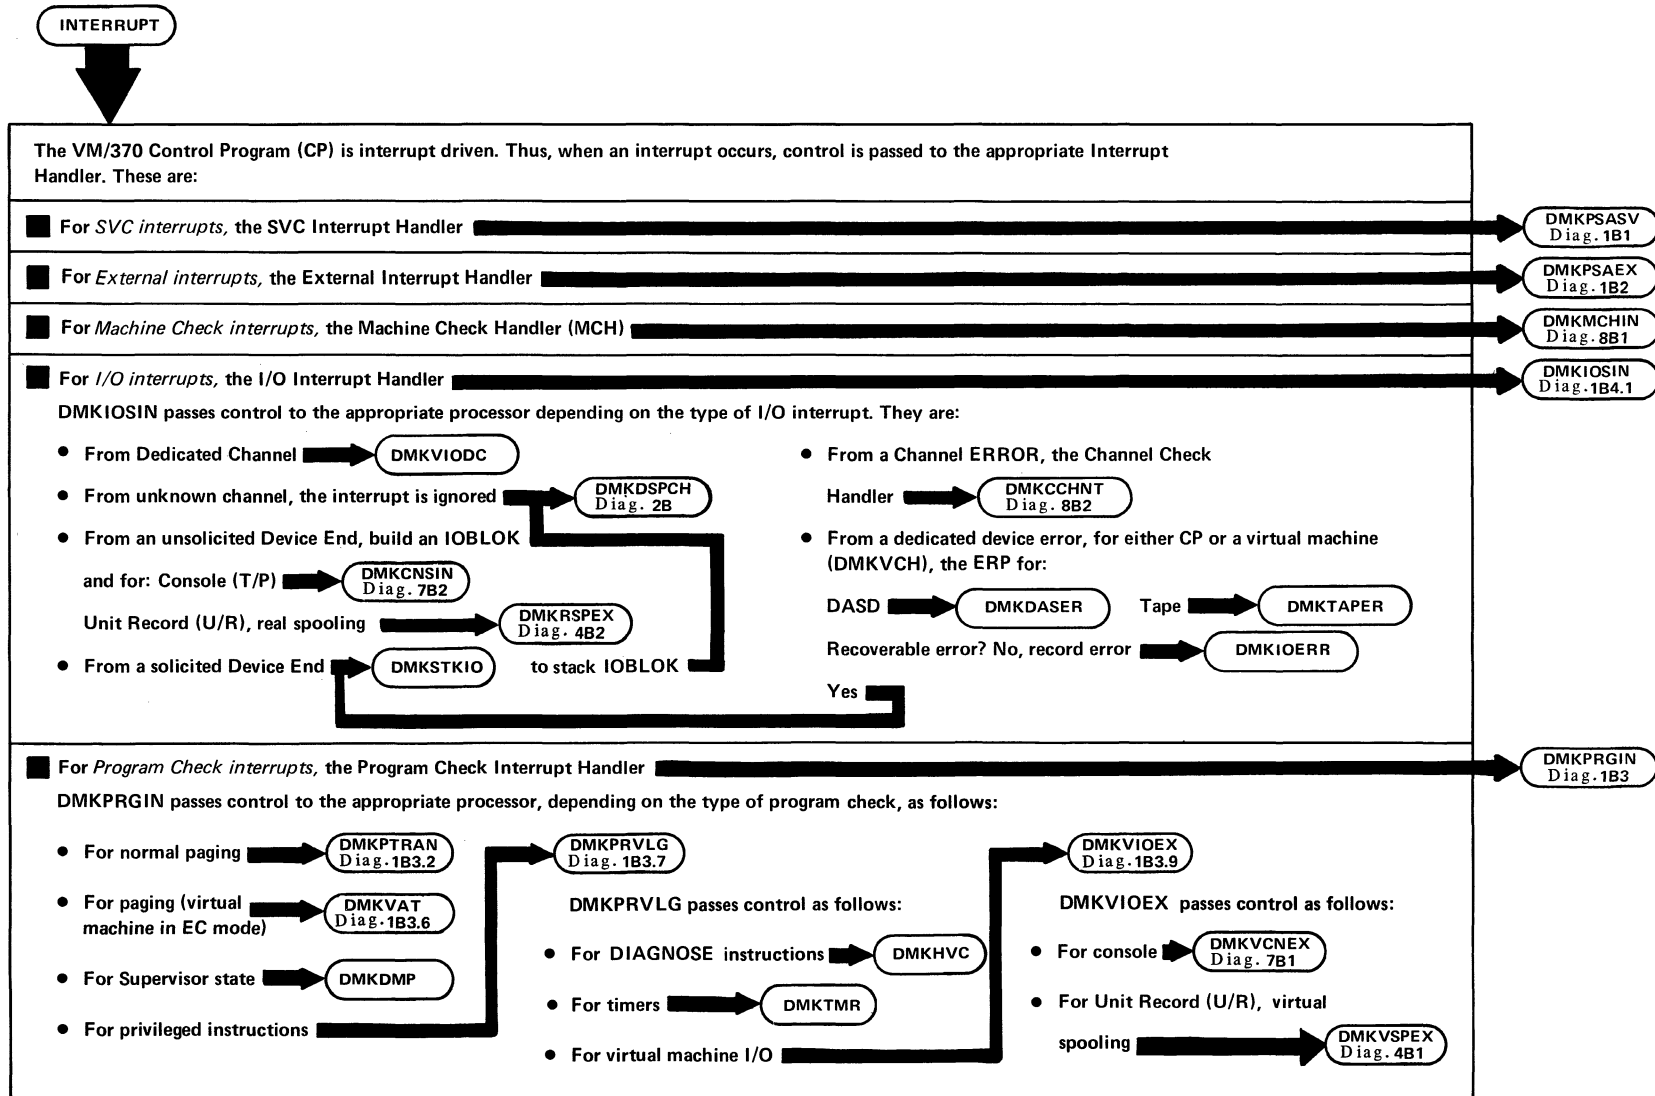 INTERRUPT
The VM/370 Control Program (CP) is interrupt driven. Thus, when an interrupt occurs, control is passed to the appropriate Interrupt
Handler. These are:
For SVC interrupts, the SVC Interrupt Handler
DMKPSASV
Diag. 1B1
For External interrupts, the External Interrupt Handler
DMKPSAEX
Diag. 1B2
For Machine Check interrupts, the Machine Check Handler (MCH)
DMKMCHIN
Diag. 8B1
For I/O interrupts, the I/O Interrupt Handler
DMKIOSIN
Diag. 1B4.1
DMKIOSIN passes control to the appropriate processor depending on the type of I/O interrupt. They are:
• From Dedicated Channel
DMKVIODC
• From unknown channel, the interrupt is ignored
DMKDSPCH
Diag. 2B
• From an unsolicited Device End, build an IOBLOK
and for: Console (T/P)
DMKCNSIN
Diag. 7B2
Unit Record (U/R), real spooling
DMKRSPEX
Diag. 4B2
• From a solicited Device End
DMKSTKIO
to stack IOBLOK
• From a Channel ERROR, the Channel Check
Handler
DMKCCHNT
Diag. 8B2
• From a dedicated device error, for either CP or a virtual machine
(DMKVCH), the ERP for:
DASD
DMKDASER
Tape
DMKTAPER
Recoverable error? No, record error
DMKIOERR
Yes
For Program Check interrupts, the Program Check Interrupt Handler
DMKPRGIN
Diag. 1B3
DMKPRGIN passes control to the appropriate processor, depending on the type of program check, as follows:
• For normal paging
DMKPTRAN
Diag. 1B3.2
• For paging (virtual
machine in EC mode)
DMKVAT
Diag. 1B3.6
• For Supervisor state
DMKDMP
• For privileged instructions
DMKPRVLG
Diag. 1B3.7
DMKPRVLG passes control as follows:
• For DIAGNOSE instructions
DMKHVC
• For timers
DMKTMR
• For virtual machine I/O
DMKVIOEX
Diag. 1B3.9
DMKVIOEX passes control as follows:
• For console
DMKVCNEX
Diag. 7B1
• For Unit Record (U/R), virtual
spooling
DMKVSPEX
Diag. 4B1